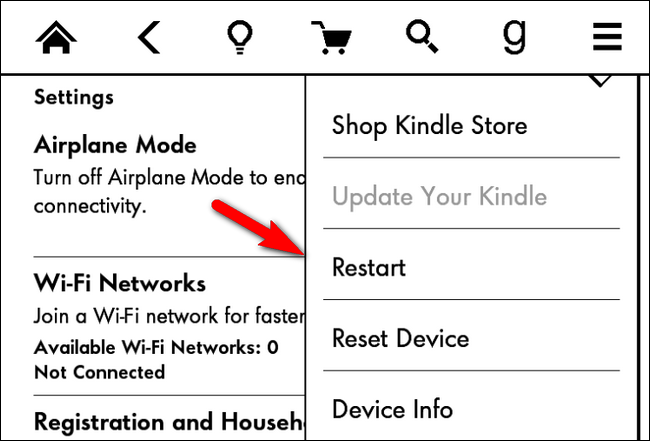 g
Settings
Airplane Mode
Turn off Airplane Mode to ena
connectivity.
Wi-Fi Networks
Join a Wi-Fi network for faster
Available Wi-Fi Networks: 0
Not Connected
Registration and Househ
Shop Kindle Store
Update Your Kindle
Restart
Reset Device
Device Info